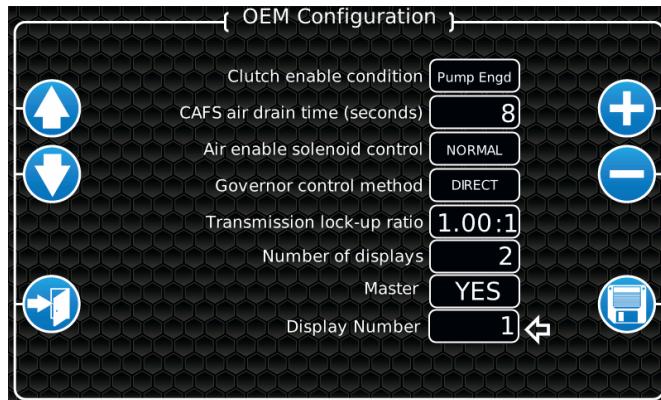 OEM Configuration
Clutch enable condition Pump Engd
CAFS air drain time (seconds) 8
Air enable solenoid control NORMAL
Governor control method DIRECT
Transmission lock-up ratio 1.00:1
Number of displays 2
Master YES
Display Number 1